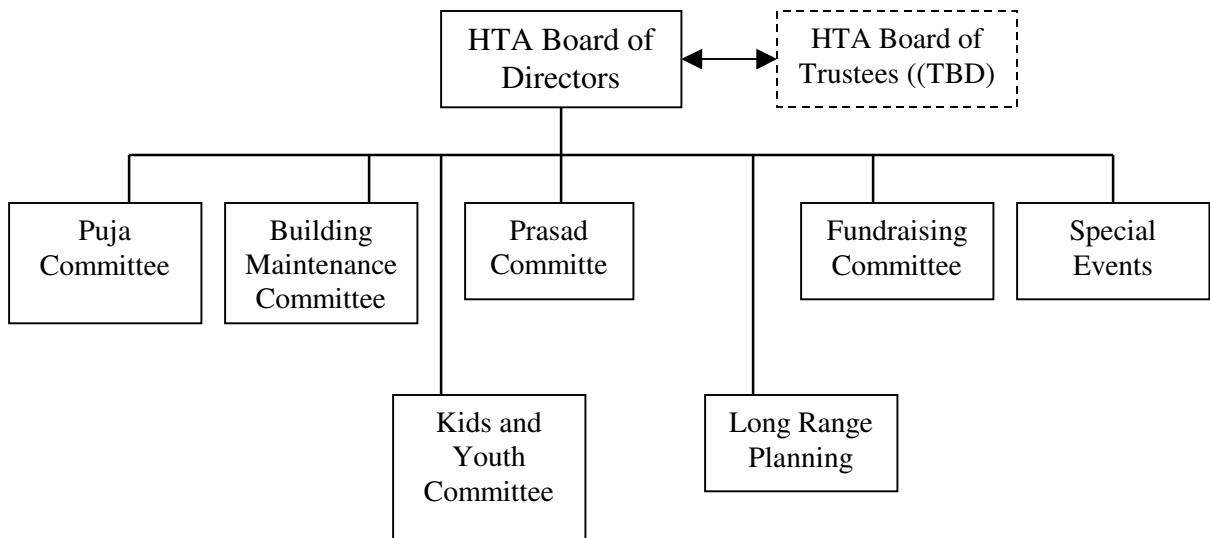 HTA Board of
Directors
HTA Board of
Trustees ((TBD)
Puja
Committee
Building
Maintenance
Committee
Prasad
Committe
Fundraising
Committee
Special
Events
Kids and
Youth
Committee
Long Range
Planning